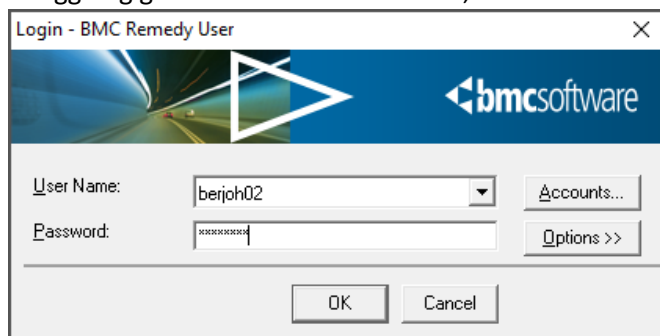 Login - BMC Remedy User
bmcsoftware
User Name:
berjoh02
Accounts...
Password:
********
Options >>
OK
Cancel